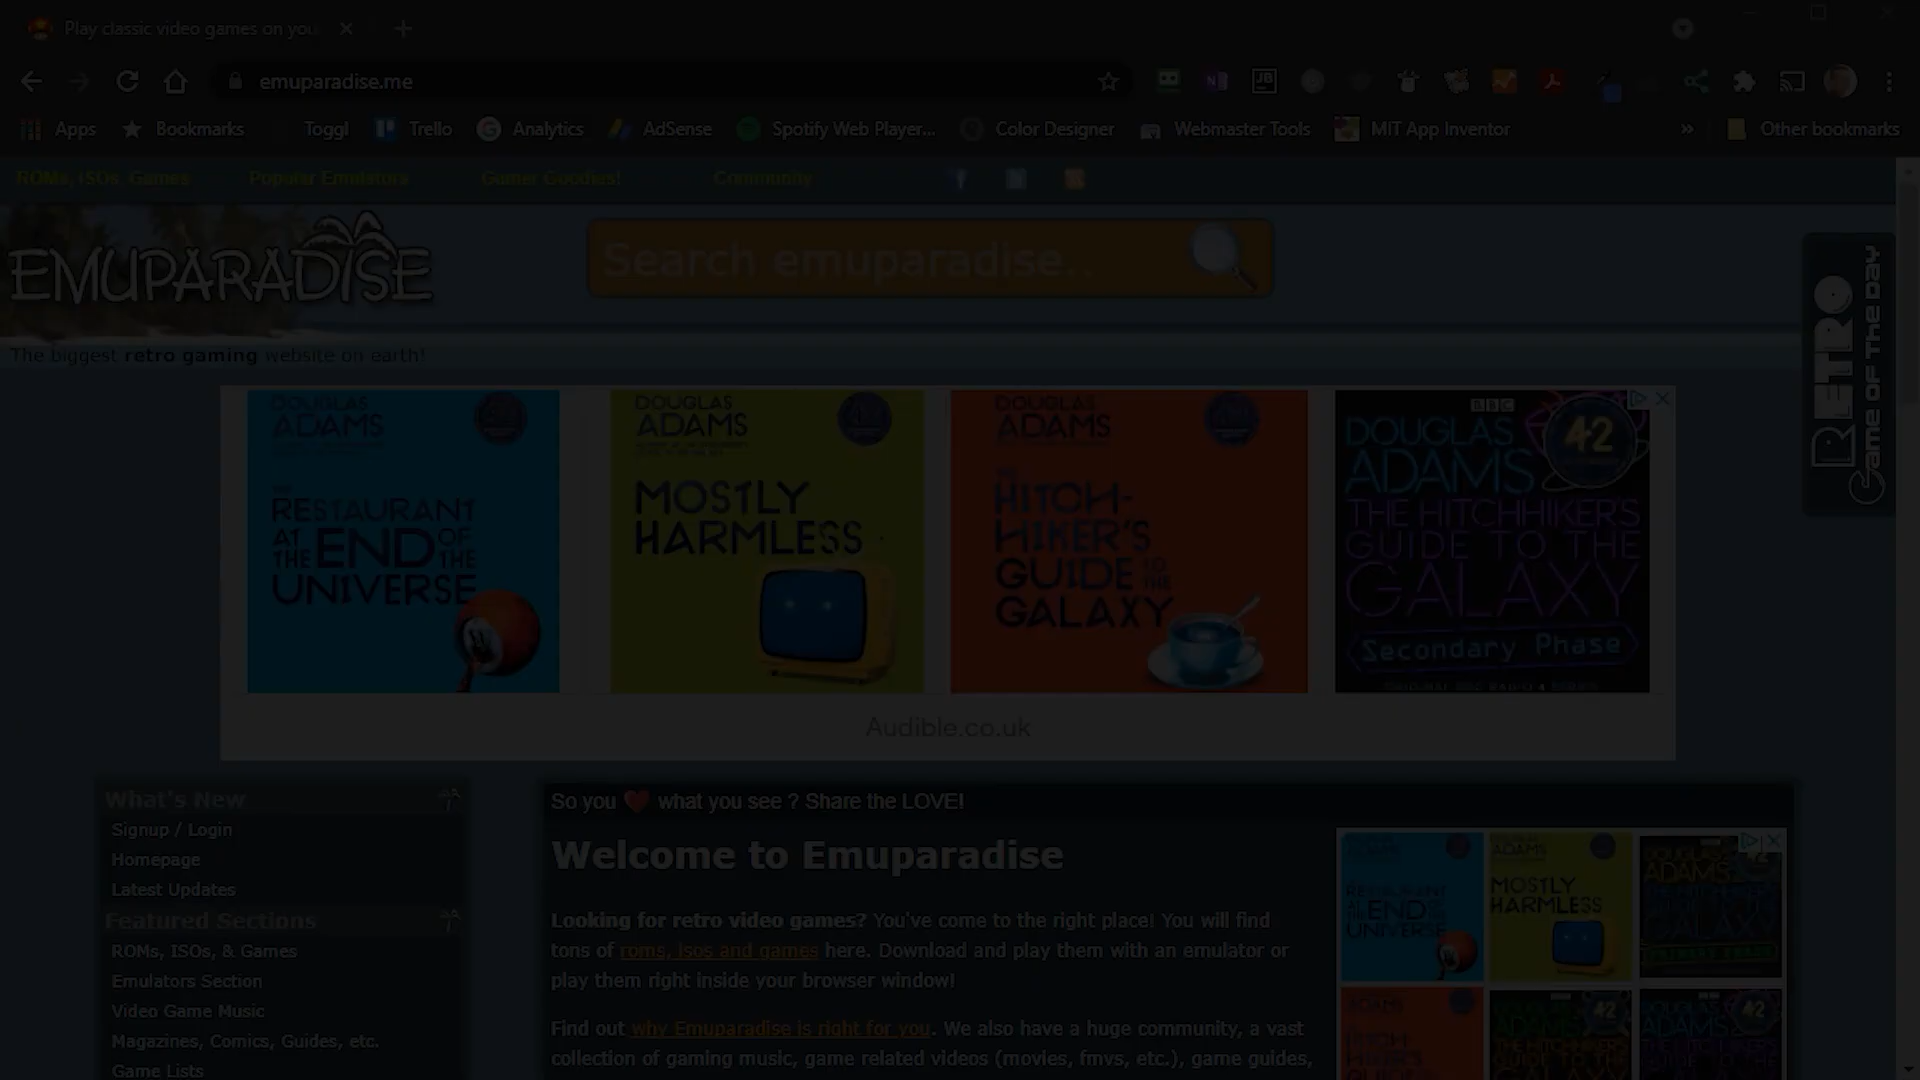 Play classic video games on you
emuparadise.me
Apps Bookmarks Toggl Trello Analytics AdSense Spotify Web Player... Color Designer Webmaster Tools MIT App Inventor » Other bookmarks
ROMs, ISOs, Games Popular Emulators Gamer Goodies! Community
EMUPARADISE
Search emuparadise..
The biggest retro gaming website on earth!
RETRO
Game OF The DAY
DOUGLAS
ADAMS
RESTAURANT
AT END OF
THE THE
UNIVERSE
DOUGLAS
ADAMS
MOSTLY
HARMLESS
DOUGLAS
ADAMS
HITCH-
HIKER'S
GUIDE TO THE
GALAXY
BBC
DOUGLAS
ADAMS
42
THE HITCHHIKER'S
GUIDE TO THE
GALAXY
Secondary Phase
Audible.co.uk
What's New
Signup / Login
Homepage
Latest Updates
Featured Sections
ROMs, ISOs, & Games
Emulators Section
Video Game Music
Magazines, Comics, Guides, etc.
Game Lists
So you ❤ what you see ? Share the LOVE!
Welcome to Emuparadise
Looking for retro video games? You've come to the right place! You will find
tons of roms, isos and games here. Download and play them with an emulator or
play them right inside your browser window!
Find out why Emuparadise is right for you. We also have a huge community, a vast
collection of gaming music, game related videos (movies, fmvs, etc.), game guides,
MOSTLY
HARMLESS